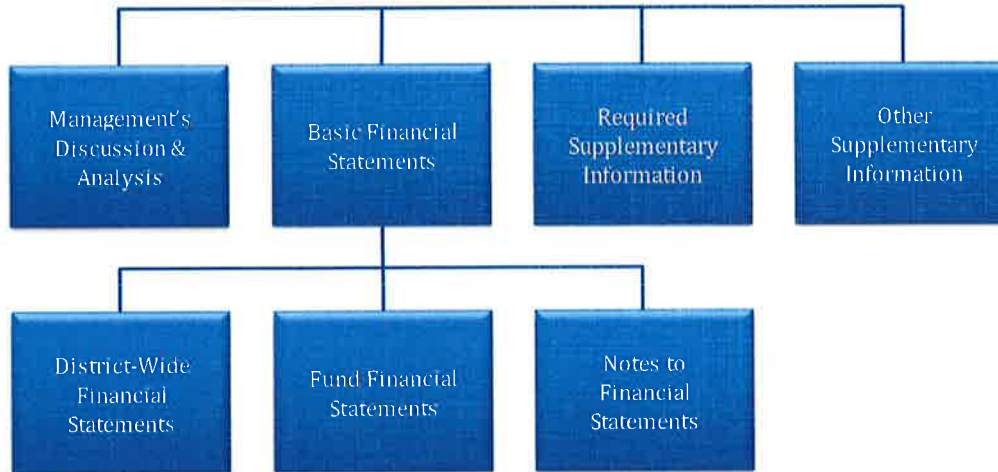 Management's
Discussion &
Analysis
Basic Financial
Statements
Required
Supplementary
Information
Other
Supplementary
Information
District-Wide
Financial
Statements
Fund Financial
Statements
Notes to
Financial
Statements